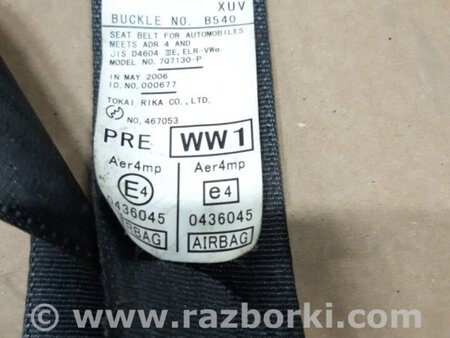 XUV
BUCKLE NO. B540
SEAT BELT FOR AUTOMOBILES
MEETS ADR 4 AND
JIS D4604 ⅢE, ELR-VWo
MODEL NO. 7Q7130-P
IN MAY 2006
ID. NO. 000677
TOKAI RIKA CO., LTD.
NO. 467053
PRE WW1
Aer4mp Aer4mp
E4 e4
0436045 0436045
AIRBAG AIRBAG
www.razborki.com